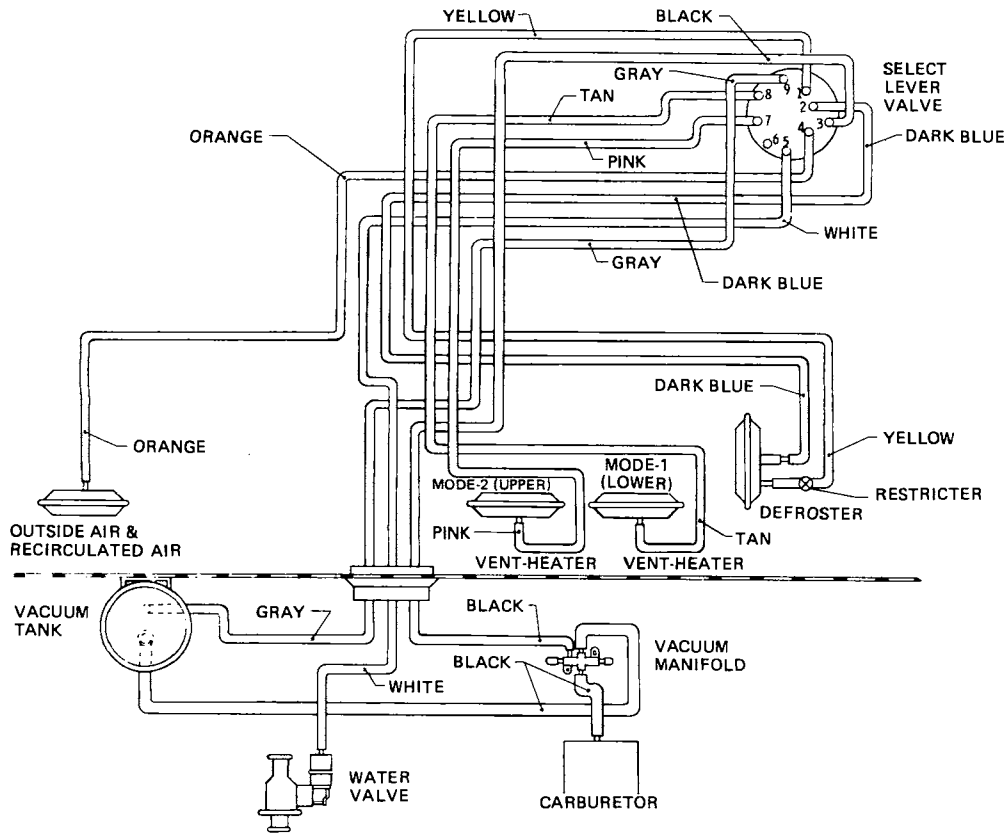 YELLOW
BLACK
GRAY
SELECT
LEVER
VALVE
TAN
ORANGE
9
1
8
2
7
4
3
6
5
DARK BLUE
PINK
WHITE
GRAY
DARK BLUE
DARK BLUE
ORANGE
YELLOW
MODE-2 (UPPER)
MODE-1
(LOWER)
RESTRICTER
DEFROSTER
OUTSIDE AIR &
RECIRCULATED AIR
PINK
TAN
VENT-HEATER
VENT-HEATER
VACUUM
TANK
GRAY
BLACK
VACUUM
MANIFOLD
BLACK
WHITE
WATER
VALVE
CARBURETOR